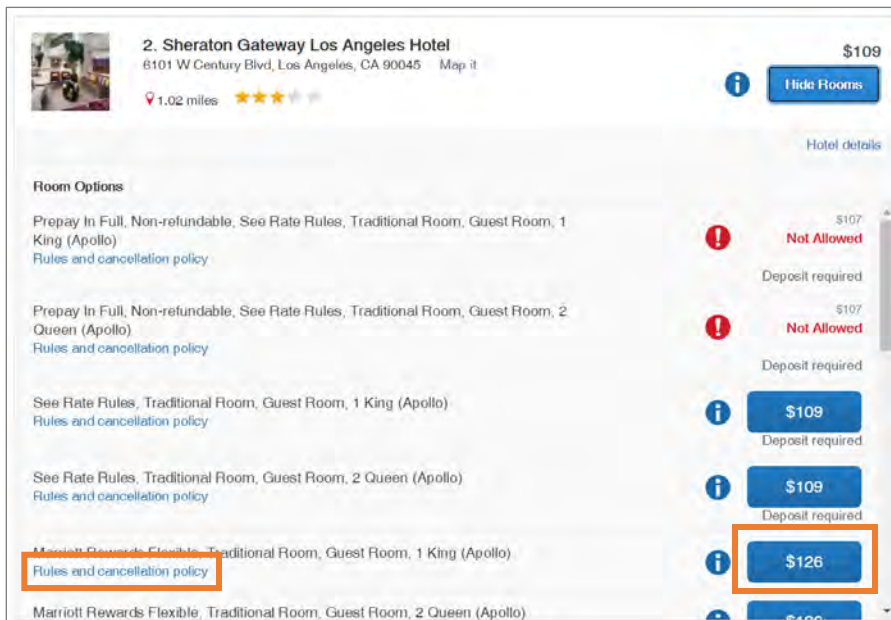 2. Sheraton Gateway Los Angeles Hotel
6101 W Century Blvd, Los Angeles, CA 90045 Map it
1.02 miles
$109
Hide Rooms
Hotel details
Room Options
Prepay In Full, Non-refundable, See Rate Rules, Traditional Room, Guest Room, 1
King (Apollo)
Rules and cancellation policy
$107
Not Allowed
Deposit required
Prepay In Full, Non-refundable, See Rate Rules, Traditional Room, Guest Room, 2
Queen (Apollo)
Rules and cancellation policy
$107
Not Allowed
Deposit required
See Rate Rules, Traditional Room, Guest Room, 1 King (Apollo)
Rules and cancellation policy
$109
Deposit required
See Rate Rules, Traditional Room, Guest Room, 2 Queen (Apollo)
Rules and cancellation policy
$109
Deposit required
Marriott Rewards Flexible, Traditional Room, Guest Room, 1 King (Apollo)
Rules and cancellation policy
$126
Marriott Rewards Flexible, Traditional Room, Guest Room, 2 Queen (Apollo)